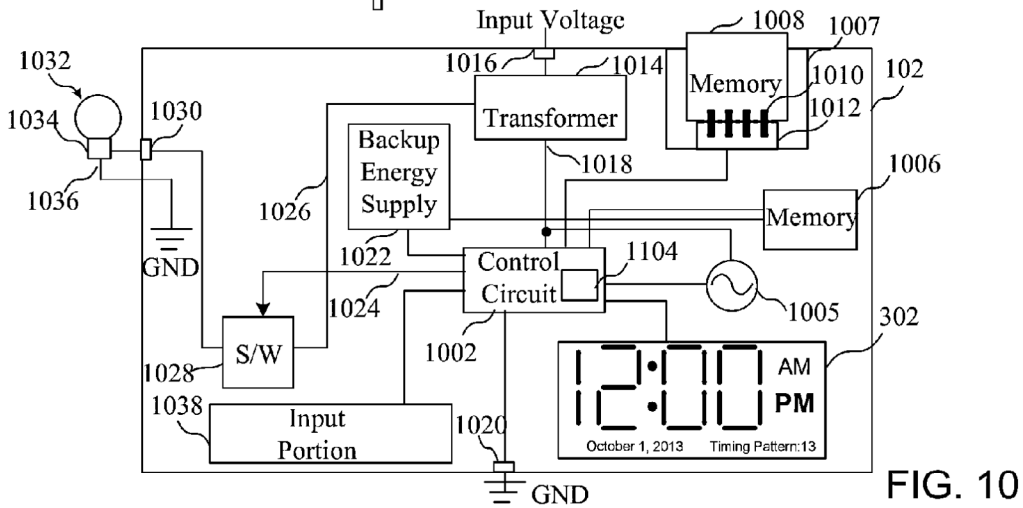 Input Voltage
1008
1007
1016
1014
1010
102
1032
Memory
1012
1034
1030
Transformer
Backup
Energy
Supply
1018
1006
1036
1026
Memory
1022
Control
Circuit
1104
GND
1024
1005
302
1002
S/W
1028
12:00
AM
PM
1038
Input
Portion
1020
October 1, 2013
Timing Pattern:13
GND
FIG. 10